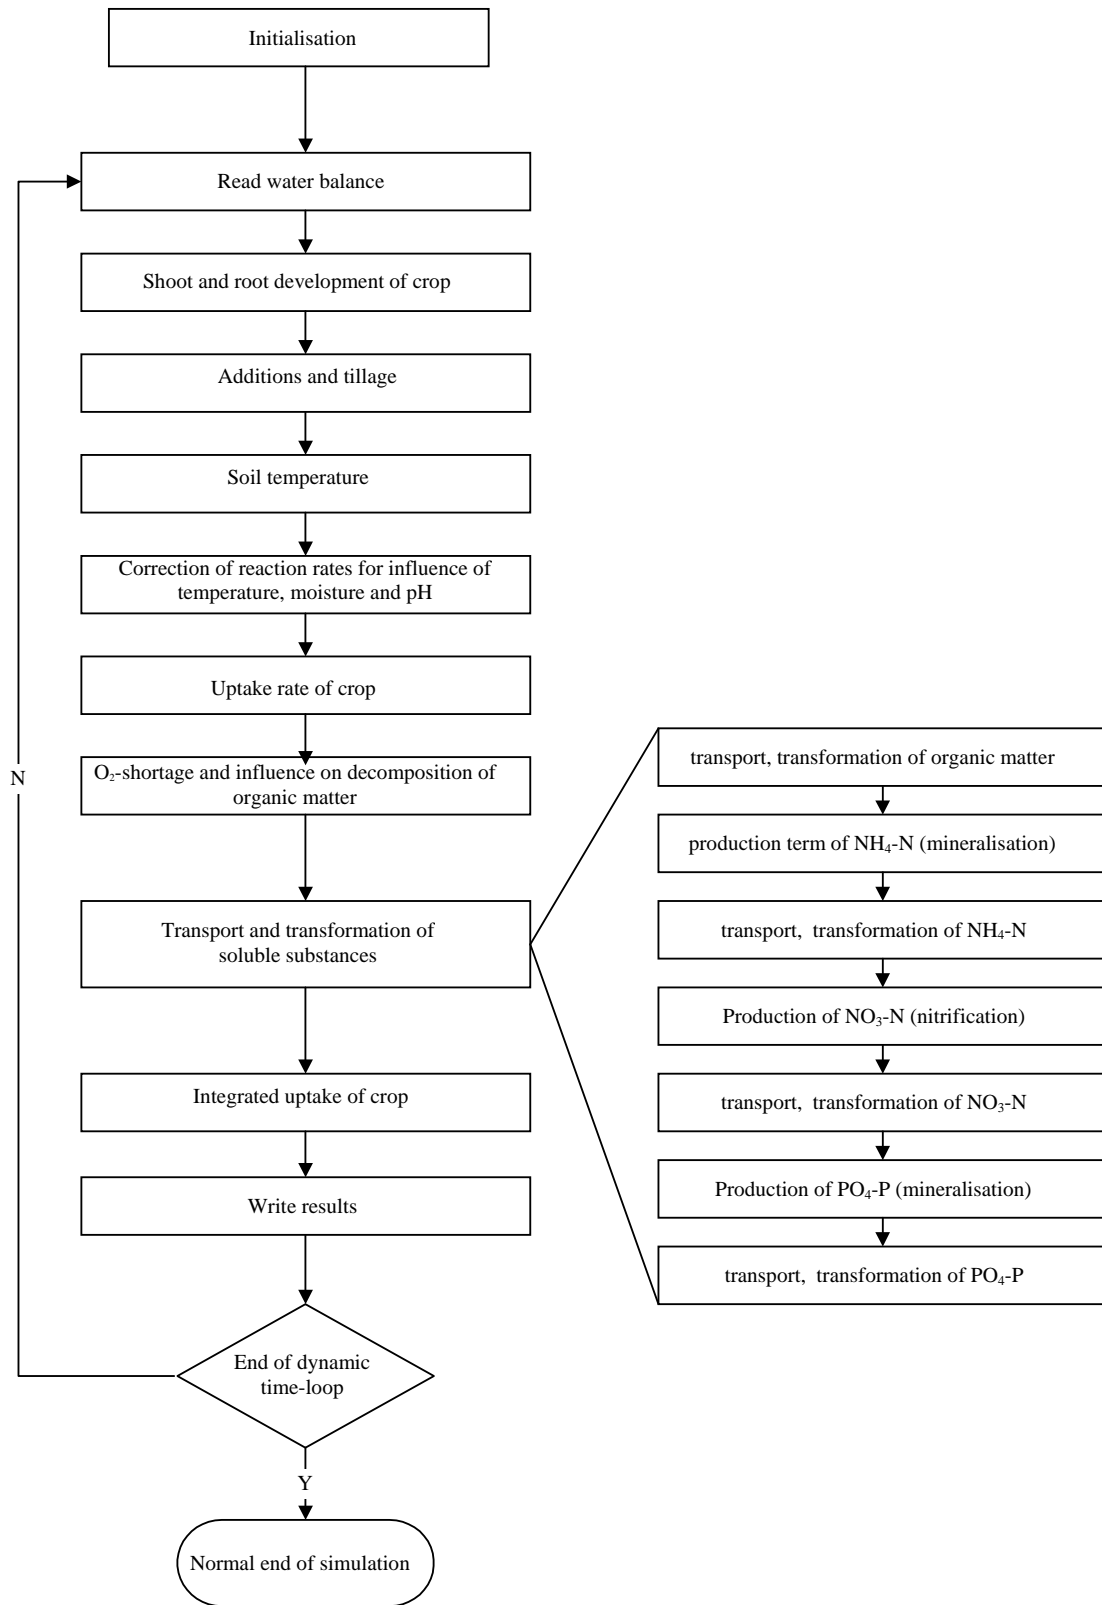 Initialisation
Read water balance
Shoot and root development of crop
Additions and tillage
Soil temperature
Correction of reaction rates for influence of
temperature, moisture and pH
Uptake rate of crop
O₂-shortage and influence on decomposition of
organic matter
Transport and transformation of
soluble substances
Integrated uptake of crop
Write results
End of dynamic
time-loop
N
Y
Normal end of simulation
transport, transformation of organic matter
production term of NH₄-N (mineralisation)
transport, transformation of NH₄-N
Production of NO₃-N (nitrification)
transport, transformation of NO₃-N
Production of PO₄-P (mineralisation)
transport, transformation of PO₄-P